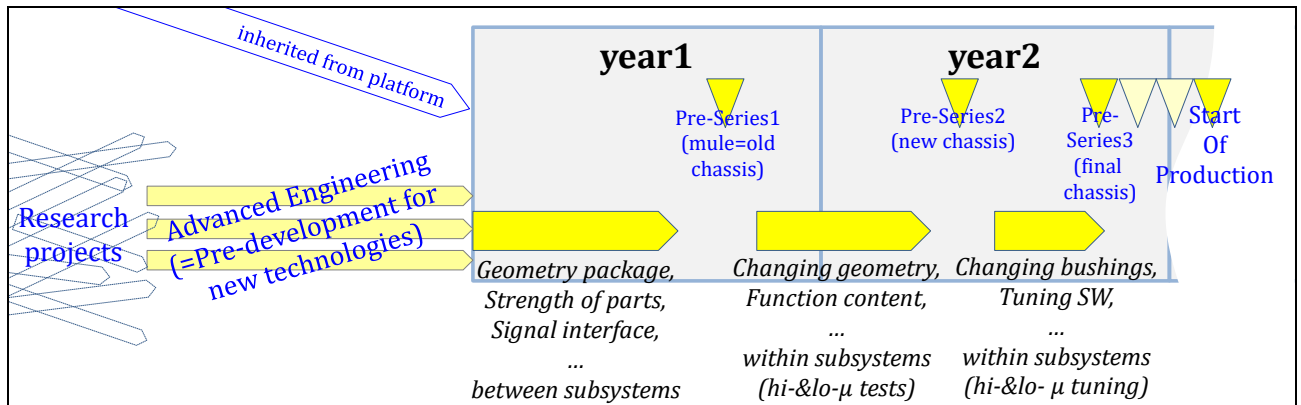 inherited from platform
year1
year2
Pre-Series1
(mule=old
chassis)
Pre-Series2
(new chassis)
Pre-
Series3
(final
chassis)
Start
Of
Production
Research
projects
Advanced Engineering
(=Pre-development for
new technologies)
Geometry package,
Strength of parts,
Signal interface,
…
between subsystems
Changing geometry,
Function content,
…
within subsystems
(hi-&lo-μ tests)
Changing bushings,
Tuning SW,
…
within subsystems
(hi-&lo- μ tuning)